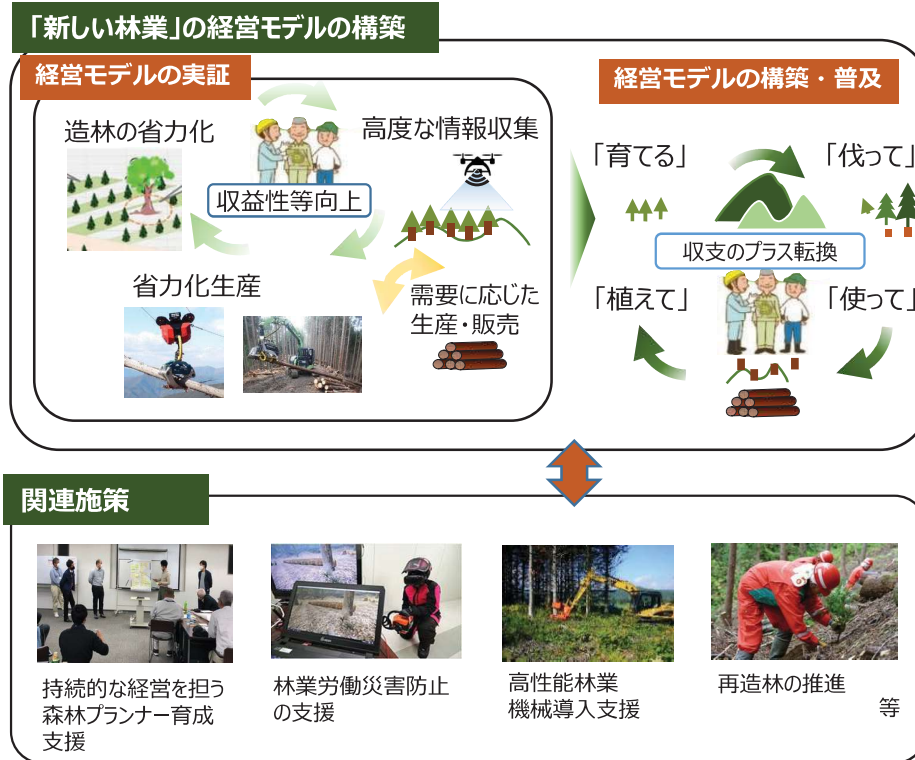 「新しい林業」の経営モデルの構築
経営モデルの実証
造林の省力化
高度な情報収集
収益性等向上
省力化生産
需要に応じた
生産・販売
経営モデルの構築・普及
「育てる」
「伐って」
収支のプラス転換
「植えて」
「使って」
関連施策
持続的な経営を担う
森林プランナー育成
支援
林業労働災害防止
の支援
高性能林業
機械導入支援
再造林の推進
等